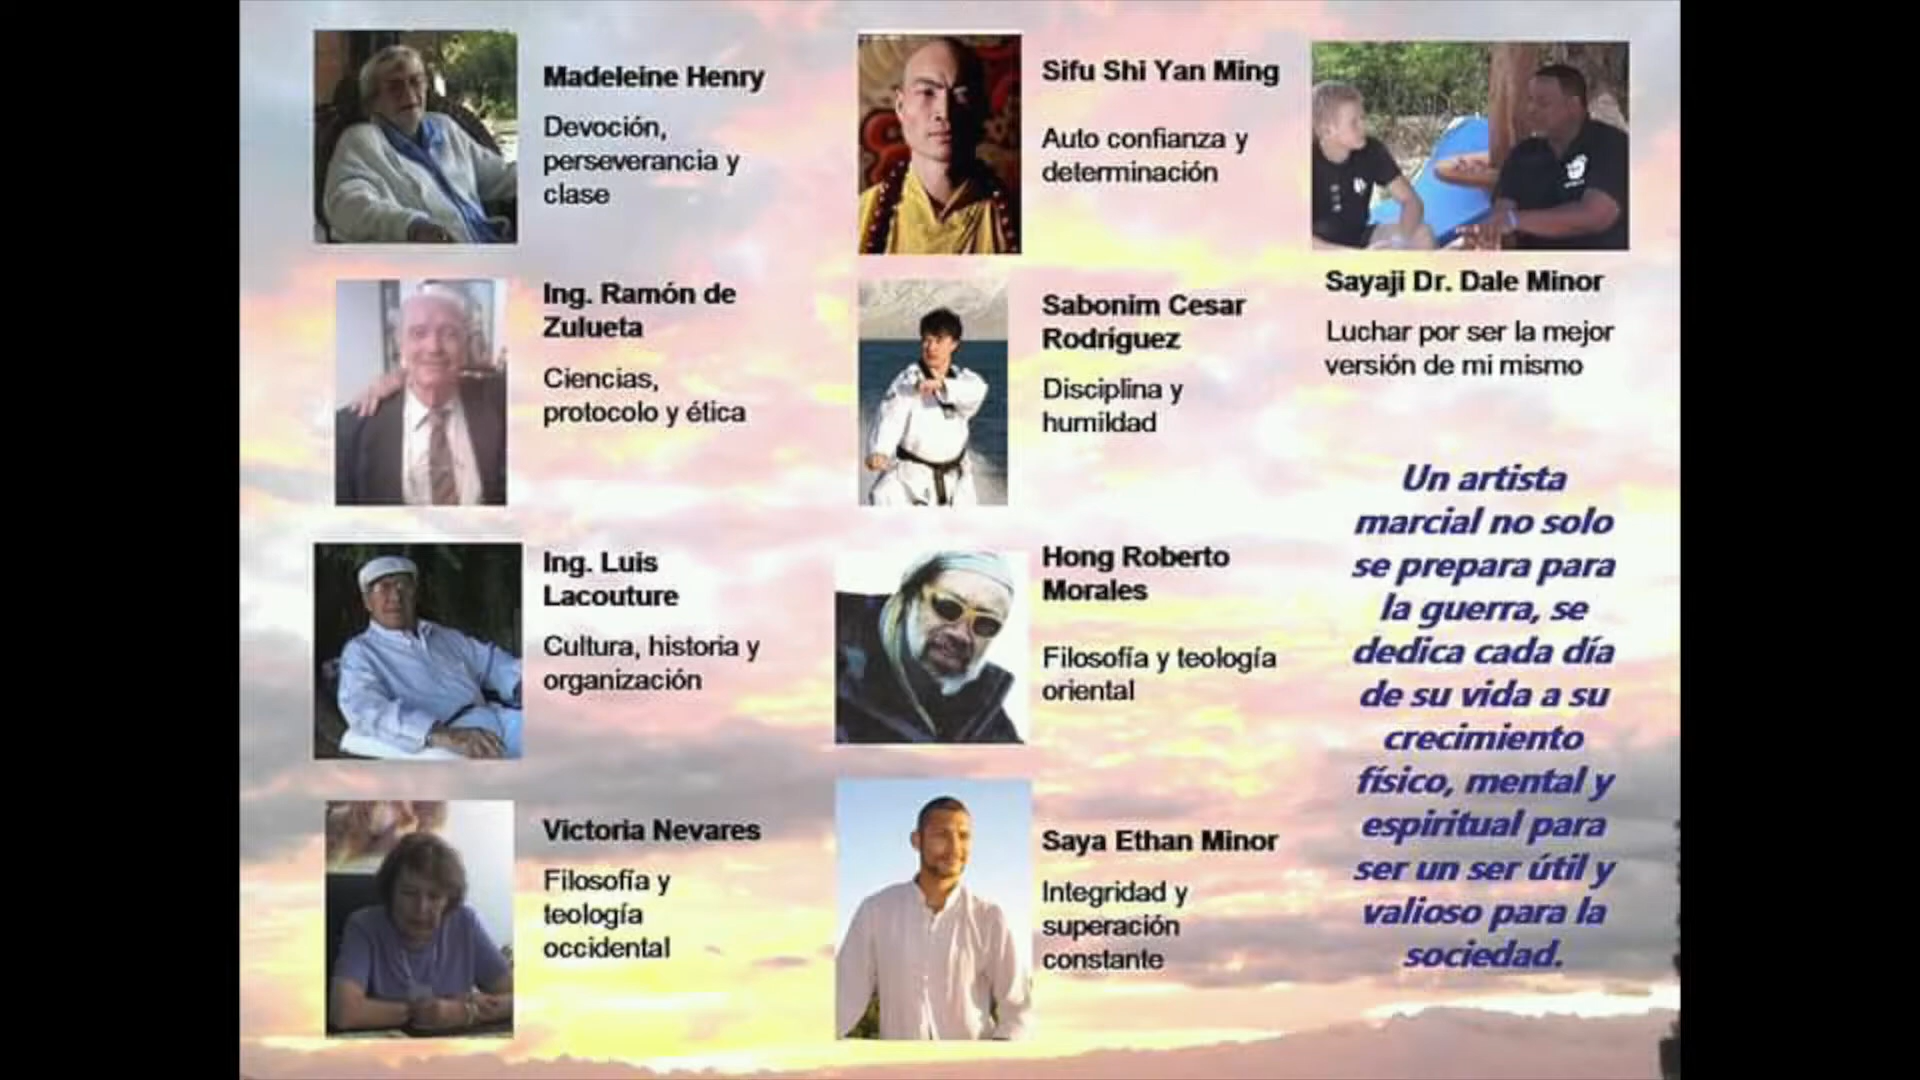 Madeleine Henry
Devoción,
perseverancia y
clase
Ing. Ramón de
Zulueta
Ciencias,
protocolo y ética
Ing. Luis
Lacouture
Cultura, historia y
organización
Victoria Nevares
Filosofía y
teología
occidental
Sifu Shi Yan Ming
Auto confianza y
determinación
Sabonim Cesar
Rodríguez
Disciplina y
humildad
Hong Roberto
Morales
Filosofía y teología
oriental
Saya Ethan Minor
Integridad y
superación
constante
Sayaji Dr. Dale Minor
Luchar por ser la mejor
versión de mi mismo
Un artista
marcial no solo
se prepara para
la guerra, se
dedica cada día
de su vida a su
crecimiento
físico, mental y
espiritual para
ser un ser útil y
valioso para la
sociedad.